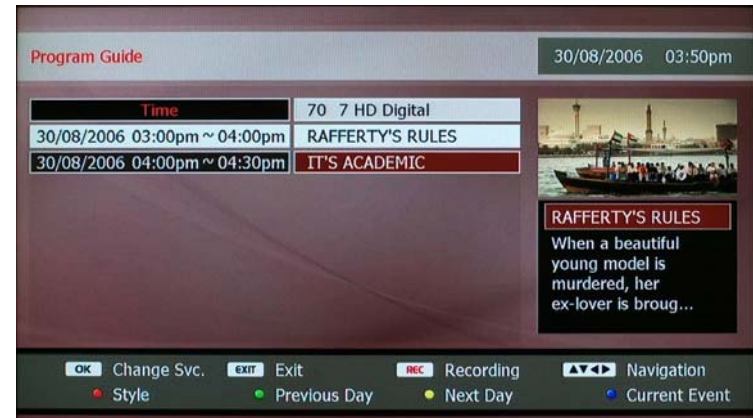 Program Guide
30/08/2006 03:50pm
Time
70 7 HD Digital
30/08/2006 03:00pm ~ 04:00pm
RAFFERTY'S RULES
30/08/2006 04:00pm ~ 04:30pm
IT'S ACADEMIC
RAFFERTY'S RULES
When a beautiful
young model is
murdered, her
ex-lover is broug...
OK Change Svc. EXIT Exit REC Recording ▲▼◀▶ Navigation
Style Previous Day Next Day Current Event